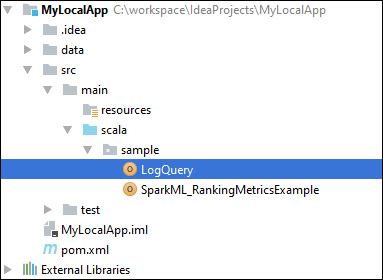 MyLocalApp C:\workspace\IdeaProjects\MyLocalApp
.idea
data
src
main
resources
scala
sample
LogQuery
SparkML_RankingMetricsExample
test
MyLocalApp.iml
pom.xml
External Libraries